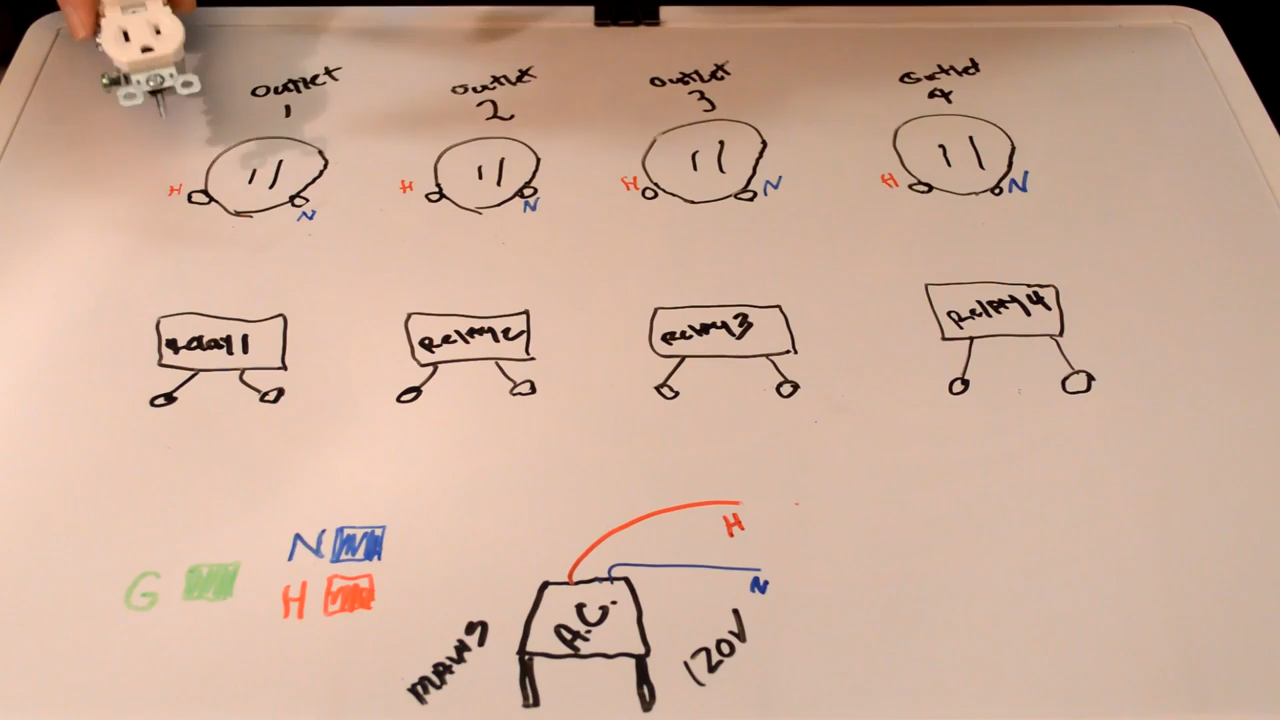 Outlet
1
Outlet
2
Outlet
3
Outlet
4
H
N
H
N
H
N
H
N
Relay 1
Relay 2
Relay 3
Relay 4
H
N
N
H
G
A.C.
MAINS
120V